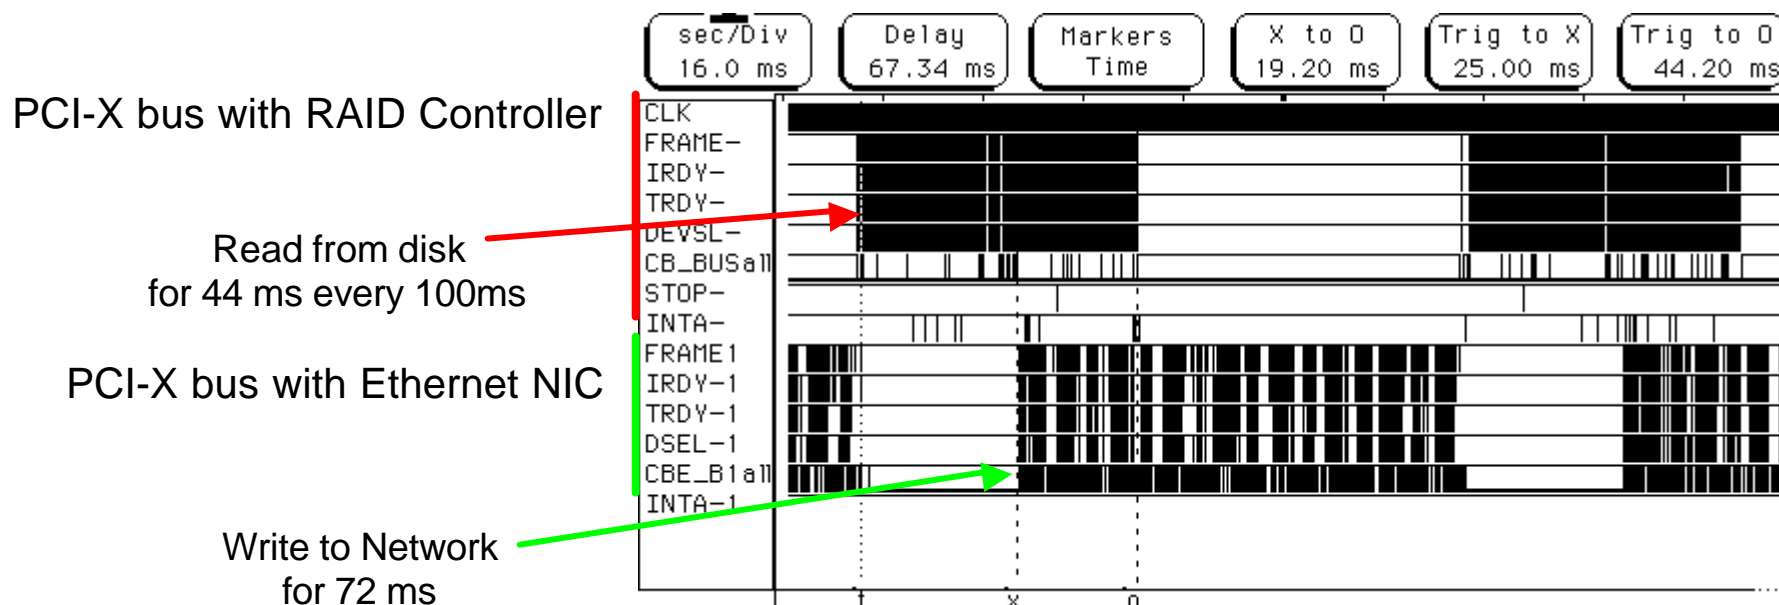 sec/Div
16.0 ms
Delay
67.34 ms
Markers
Time
X to O
19.20 ms
Trig to X
25.00 ms
Trig to O
44.20 ms
PCI-X bus with RAID Controller
CLK
FRAME-
IRDY-
TRDY-
DEVSL-
CB_BUSall
STOP-
INTA-
Read from disk
for 44 ms every 100ms
PCI-X bus with Ethernet NIC
FRAME1
IRDY-1
TRDY-1
DSEL-1
CBE_B1all
INTA-1
Write to Network
for 72 ms
T
X
O